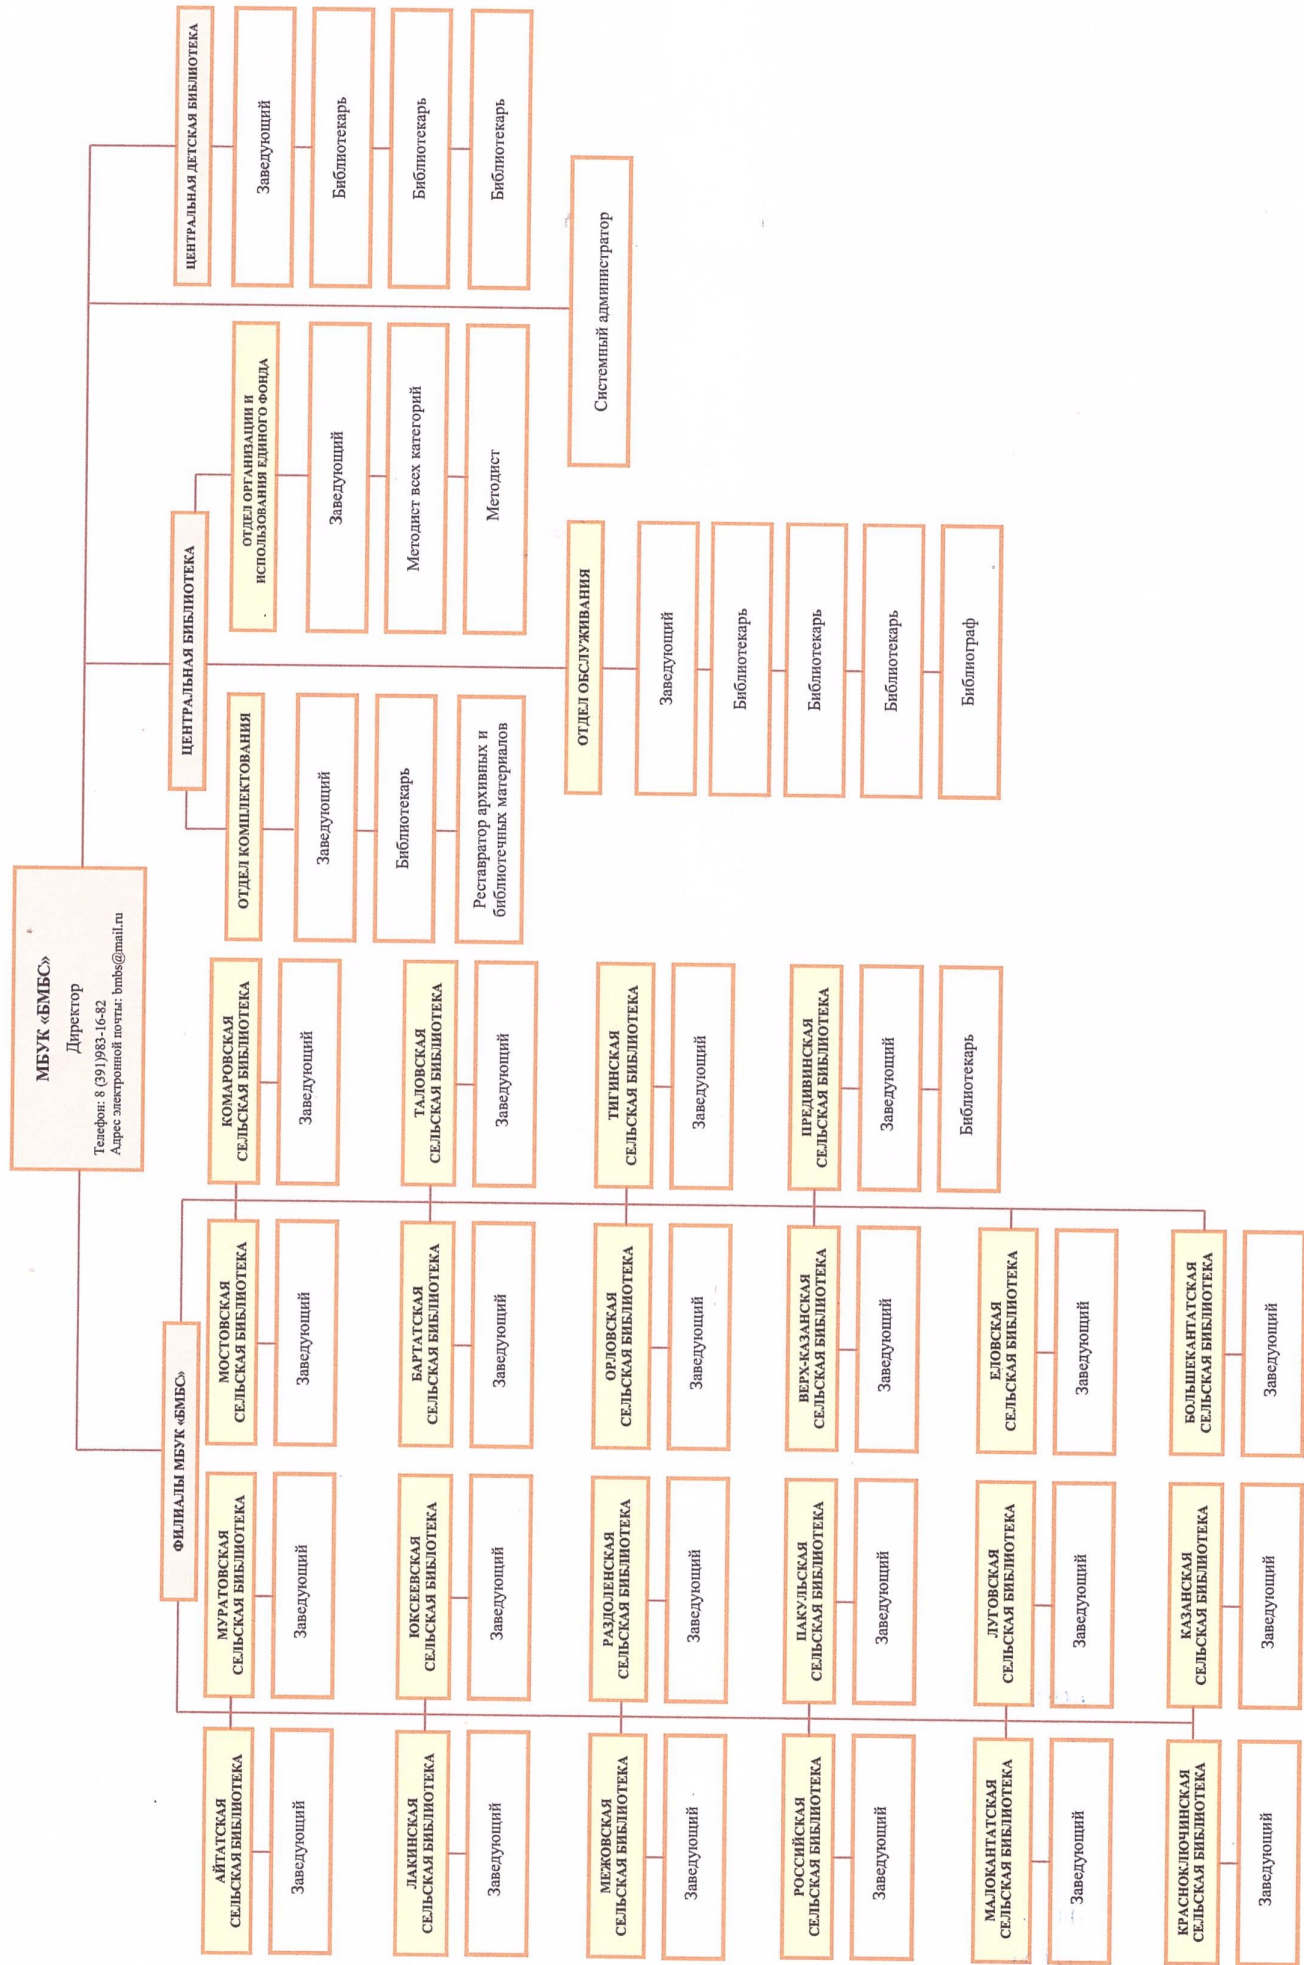 МБУК «БМБС»
Директор
Телефон: 8 (391)983-16-82
Адрес электронной почты: bmbs@mail.ru
ФИЛИАЛЫ МБУК «БМБС»
АЙТАТСКАЯ
СЕЛЬСКАЯ БИБЛИОТЕКА
Заведующий
МУРАТОВСКАЯ
СЕЛЬСКАЯ БИБЛИОТЕКА
Заведующий
МОСТОВСКАЯ
СЕЛЬСКАЯ БИБЛИОТЕКА
Заведующий
КОМАРОВСКАЯ
СЕЛЬСКАЯ БИБЛИОТЕКА
Заведующий
ЛАКИНСКАЯ
СЕЛЬСКАЯ БИБЛИОТЕКА
Заведующий
ЮКСЕЕВСКАЯ
СЕЛЬСКАЯ БИБЛОТЕКА
Заведующий
БАРТАТСКАЯ
СЕЛЬСКАЯ БИБЛИОТЕКА
Заведующий
ТАЛОВСКАЯ
СЕЛЬСКАЯ БИБЛИОТЕКА
Заведующий
МЕЖОВСКАЯ
СЕЛЬСКАЯ БИБЛИОТЕКА
Заведующий
РАЗДОЛЕНСКАЯ
СЕЛЬСКАЯ БИБЛИОТЕКА
Заведующий
ОРЛОВСКАЯ
СЕЛЬСКАЯ БИБЛИОТЕКА
Заведующий
ТИГИНСКАЯ
СЕЛЬСКАЯ БИБЛИОТЕКА
Заведующий
РОССИЙСКАЯ
СЕЛЬСКАЯ БИБЛИОТЕКА
Заведующий
ПАКУЛЬСКАЯ
СЕЛЬСКАЯ БИБЛИОТЕКА
Заведующий
ВЕРХ-КАЗАНСКАЯ
СЕЛЬСКАЯ БИБЛИОТЕКА
Заведующий
ПРЕДИВИНСКАЯ
СЕЛЬСКАЯ БИБЛИОТЕКА
Заведующий
Библиотекарь
МАЛОКАНТАТСКАЯ
СЕЛЬСКАЯ БИБЛИОТЕКА
Заведующий
ЛУГОВСКАЯ
СЕЛЬСКАЯ БИБЛИОТЕКА
Заведующий
ЕЛОВСКАЯ
СЕЛЬСКАЯ БИБЛИОТЕКА
Заведующий
КРАСНОКЛЮЧИНСКАЯ
СЕЛЬСКАЯ БИБЛИОТЕКА
Заведующий
КАЗАНСКАЯ
СЕЛЬСКАЯ БИБЛИОТЕКА
Заведующий
БОЛЬШЕКАНТАТСКАЯ
СЕЛЬСКАЯ БИБЛИОТЕКА
Заведующий
ЦЕНТРАЛЬНАЯ БИБЛИОТЕКА
ОТДЕЛ КОМПЛЕКТОВАНИЯ
Заведующий
Библиотекарь
Реставратор архивных и
библиотечных материалов
ОТДЕЛ ОРГАНИЗАЦИИ И
ИСПОЛЬЗОВАНИЯ ЕДИНОГО ФОНДА
Заведующий
Методист всех категорий
Методист
ОТДЕЛ ОБСЛУЖИВАНИЯ
Заведующий
Библиотекарь
Библиотекарь
Библиотекарь
Библиограф
Системный администратор
ЦЕНТРАЛЬНАЯ ДЕТСКАЯ БИБЛИОТЕКА
Заведующий
Библиотекарь
Библиотекарь
Библиотекарь